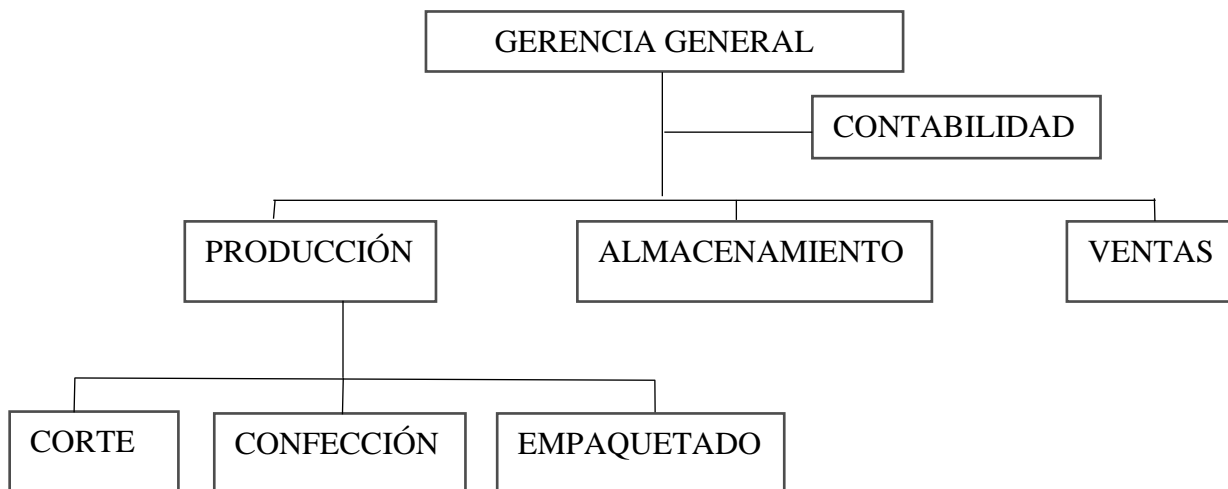 GERENCIA GENERAL
CONTABILIDAD
PRODUCCIÓN
ALMACENAMIENTO
VENTAS
CORTE
CONFECCIÓN
EMPAQUETADO